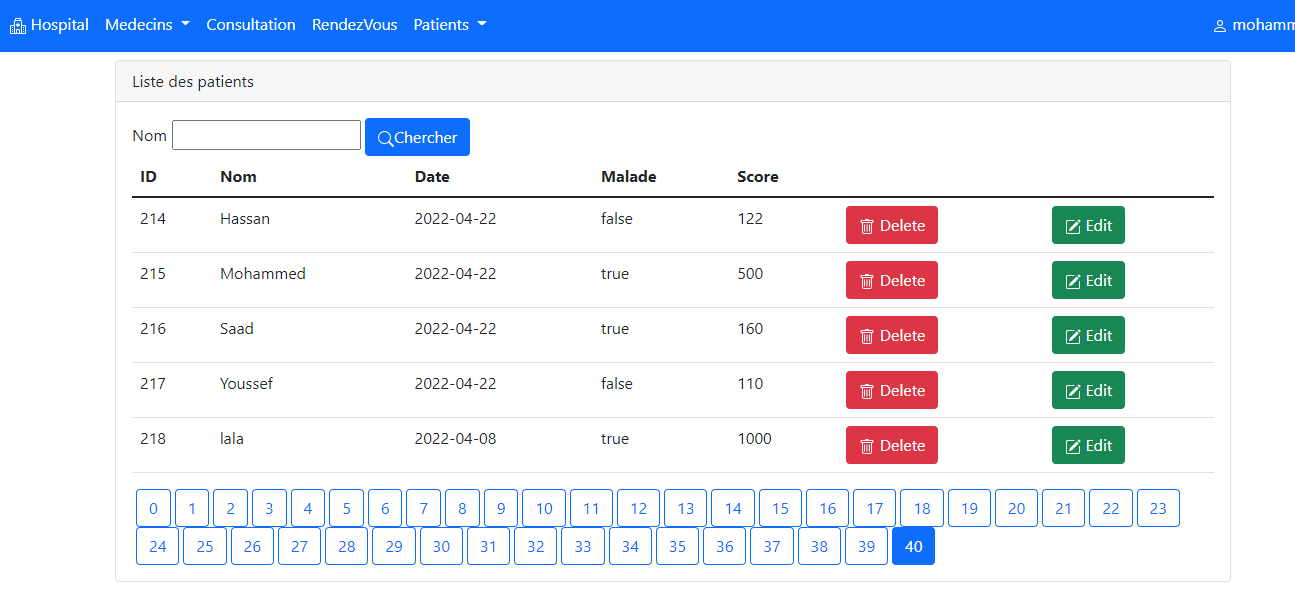 Hospital Medecins Consultation RendezVous Patients mohamm
Liste des patients
Nom Chercher
ID Nom Date Malade Score
214 Hassan 2022-04-22 false 122 Delete Edit
215 Mohammed 2022-04-22 true 500 Delete Edit
216 Saad 2022-04-22 true 160 Delete Edit
217 Youssef 2022-04-22 false 110 Delete Edit
218 lala 2022-04-08 true 1000 Delete Edit
0 1 2 3 4 5 6 7 8 9 10 11 12 13 14 15 16 17 18 19 20 21 22 23
24 25 26 27 28 29 30 31 32 33 34 35 36 37 38 39 40